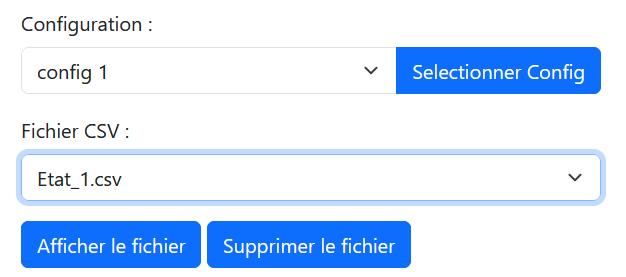 Configuration :
config 1
Selectionner Config
Fichier CSV :
Etat_1.csv
Afficher le fichier
Supprimer le fichier